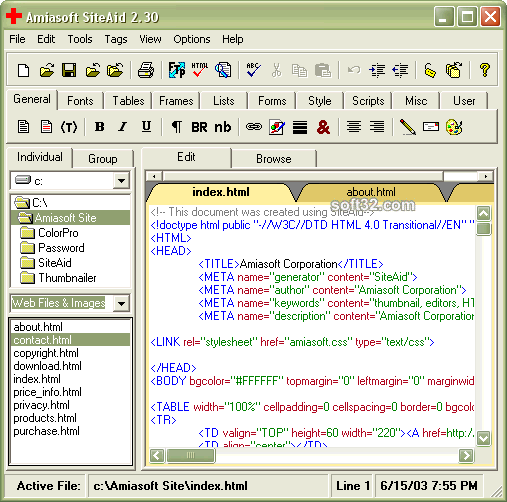 Amiasoft SiteAid 2.30
File Edit Tools Tags View Options Help
FTP HTML ABC
General Fonts Tables Frames Lists Forms Style Scripts Misc User
{T} B I U ¶ BR nb &
Individual Group Edit Browse
c:
index.html about.html
soft32.com
C:\
Amiasoft Site
ColorPro
Password
SiteAid
Thumbnailer
Web Files & Images
about.html
contact.html
copyright.html
download.html
index.html
price_info.html
privacy.html
products.html
purchase.html
<!-- This document was created using SiteAid-->
<!doctype html public "-//W3C//DTD HTML 4.0 Transitional//EN" "
<HTML>
<HEAD>
<TITLE>Amiasoft Corporation</TITLE>
<META name="generator" content="SiteAid">
<META name="author" content="Amiasoft Corporation">
<META name="keywords" content="thumbnail, editors, HT
<META name="description" content="Amiasoft Corporation
<LINK rel="stylesheet" href="amiasoft.css" type="text/css">
</HEAD>
<BODY bgcolor="#FFFFFF" topmargin="0" leftmargin="0" marginwid
<TABLE width="100%" cellpadding=0 cellspacing=0 border=0 bgcolo
<TR>
<TD valign="TOP" height=60 width="220"><A href=http:/
<TD align="center"></TD>
Active File: c:\Amiasoft Site\index.html Line 1 6/15/03 7:55 PM